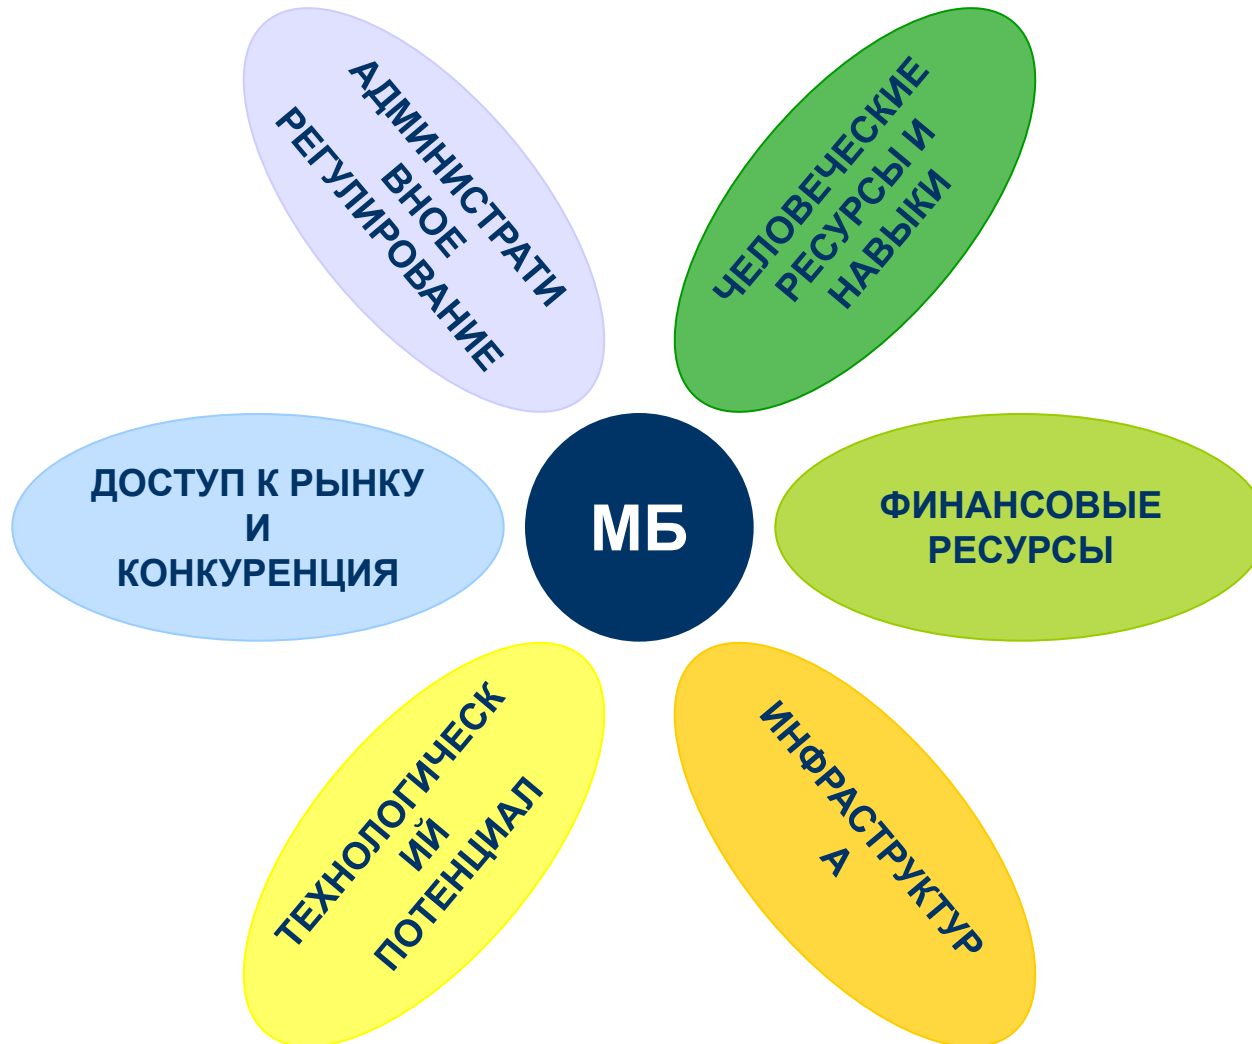 АДМИНИСТРАТИ
ВНОЕ
РЕГУЛИРОВАНИЕ
ЧЕЛОВЕЧЕСКИЕ
РЕСУРСЫ И
НАВЫКИ
ДОСТУП К РЫНКУ
И
КОНКУРЕНЦИЯ
МБ
ФИНАНСОВЫЕ
РЕСУРСЫ
ТЕХНОЛОГИЧЕСК
ИЙ
ПОТЕНЦИАЛ
ИНФРАСТРУКТУР
А